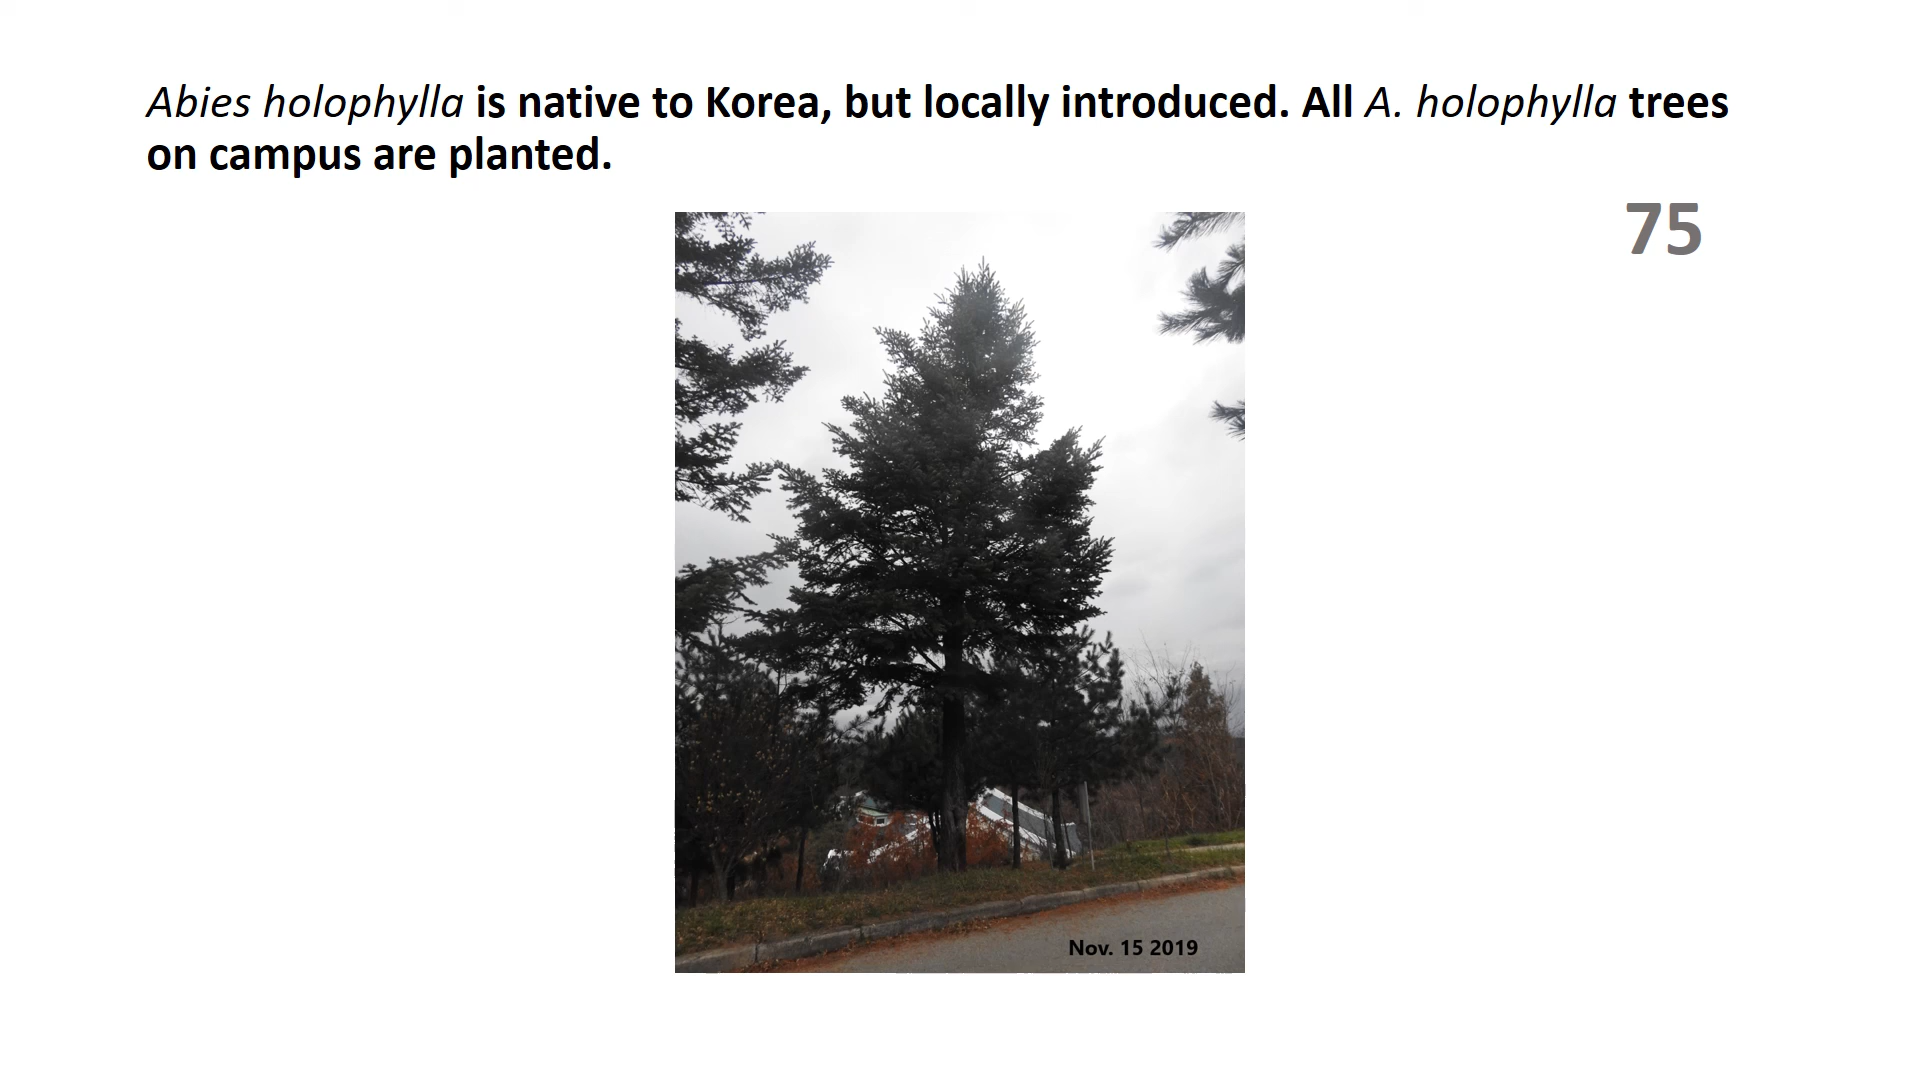 Abies holophylla is native to Korea, but locally introduced. All A. holophylla trees
on campus are planted.
75
Nov. 15 2019